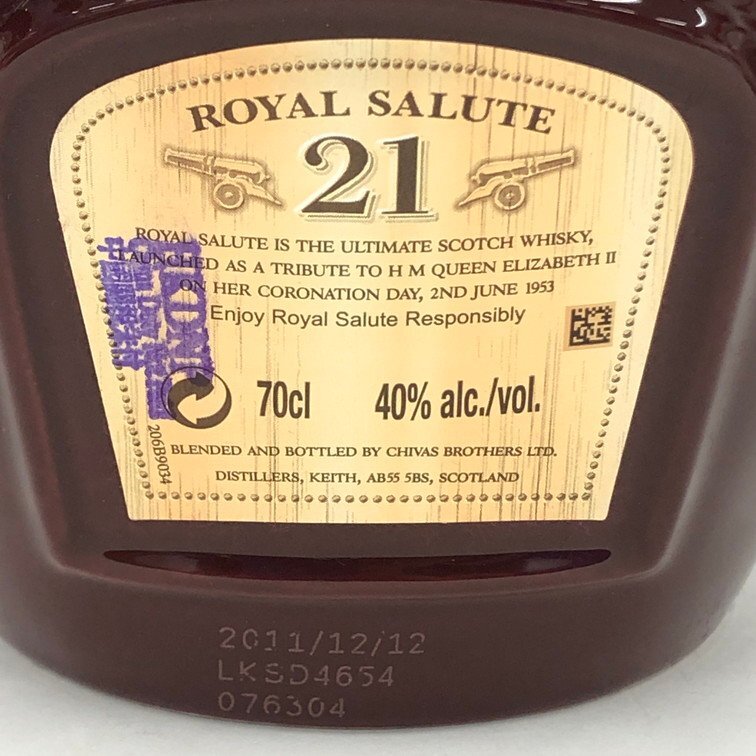 ROYAL SALUTE
21
ROYAL SALUTE IS THE ULTIMATE SCOTCH WHISKY,
LAUNCHED AS A TRIBUTE TO H M QUEEN ELIZABETH II
ON HER CORONATION DAY, 2ND JUNE 1953
Enjoy Royal Salute Responsibly
70cl 40% alc./vol.
206B9034
BLENDED AND BOTTLED BY CHIVAS BROTHERS LTD.
DISTILLERS, KEITH, AB55 5BS, SCOTLAND
2011/12/12
LKSD4654
076304